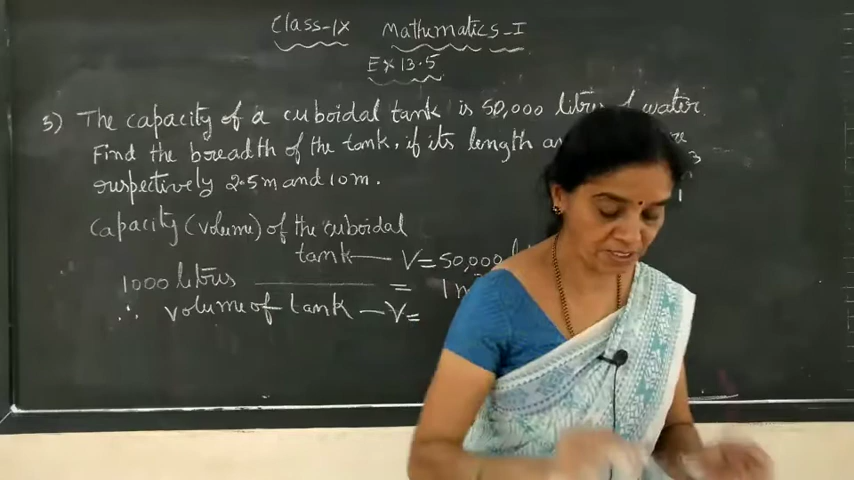 Class-IX Mathematics-I
Ex 13.5
5) The capacity of a cuboidal tank is 50,000 litres of water.
Find the breadth of the tank, if its length
respectively 2.5m and 10m.
Capacity (volume) of the cuboidal
tank — V = 50,000
1000 litres — = 1 m
∴ volume of tank — V =